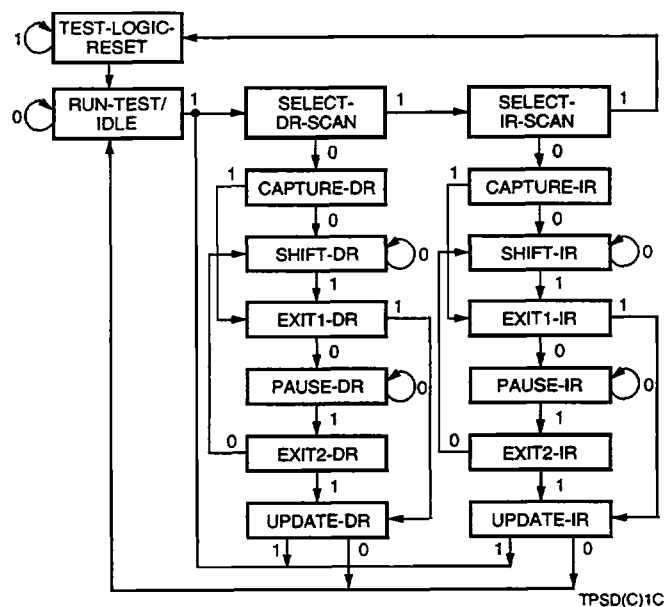 TEST-LOGIC-
RESET
1
RUN-TEST/
IDLE
0
1
SELECT-
DR-SCAN
1
SELECT-
IR-SCAN
1
0
0
1
CAPTURE-DR
1
CAPTURE-IR
0
0
SHIFT-DR
0
SHIFT-IR
0
1
1
EXIT1-DR
1
EXIT1-IR
1
0
0
PAUSE-DR
0
PAUSE-IR
0
1
1
0
EXIT2-DR
0
EXIT2-IR
1
1
UPDATE-DR
UPDATE-IR
1
0
1
0
TPSD(C)1C